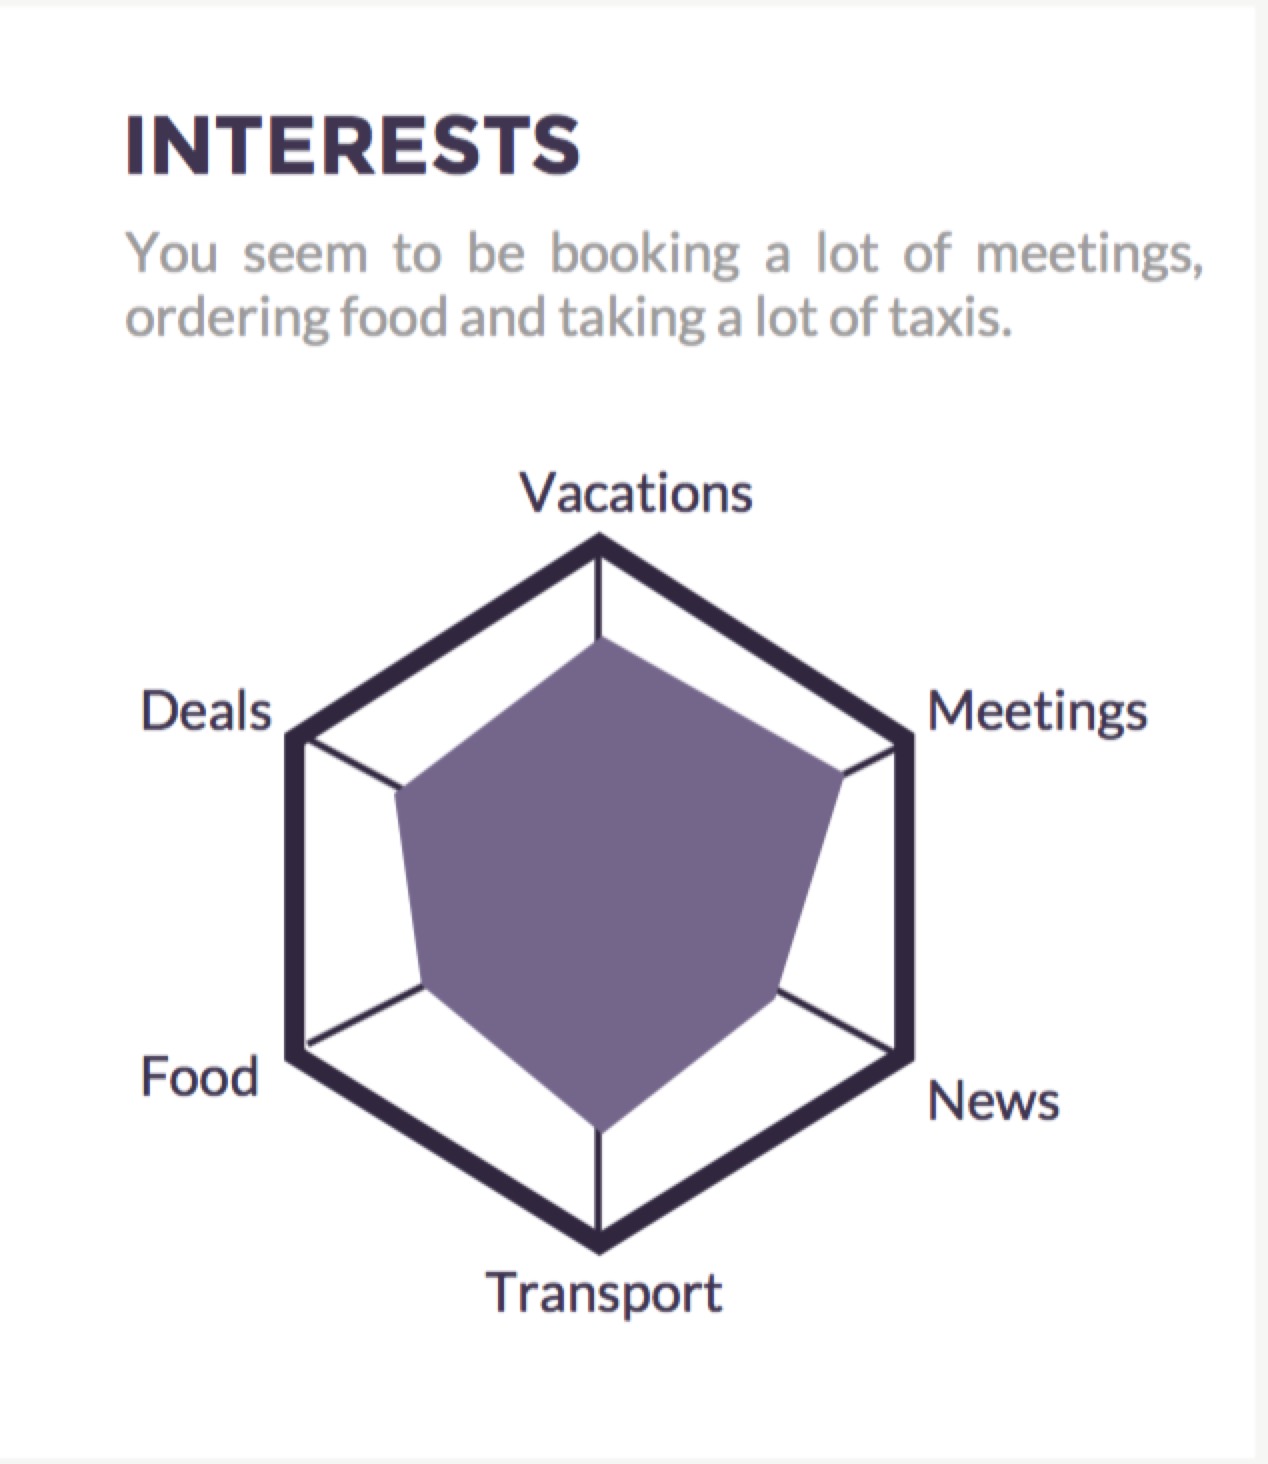 INTERESTS
You seem to be booking a lot of meetings,
ordering food and taking a lot of taxis.
Vacations
Deals
Meetings
Food
News
Transport